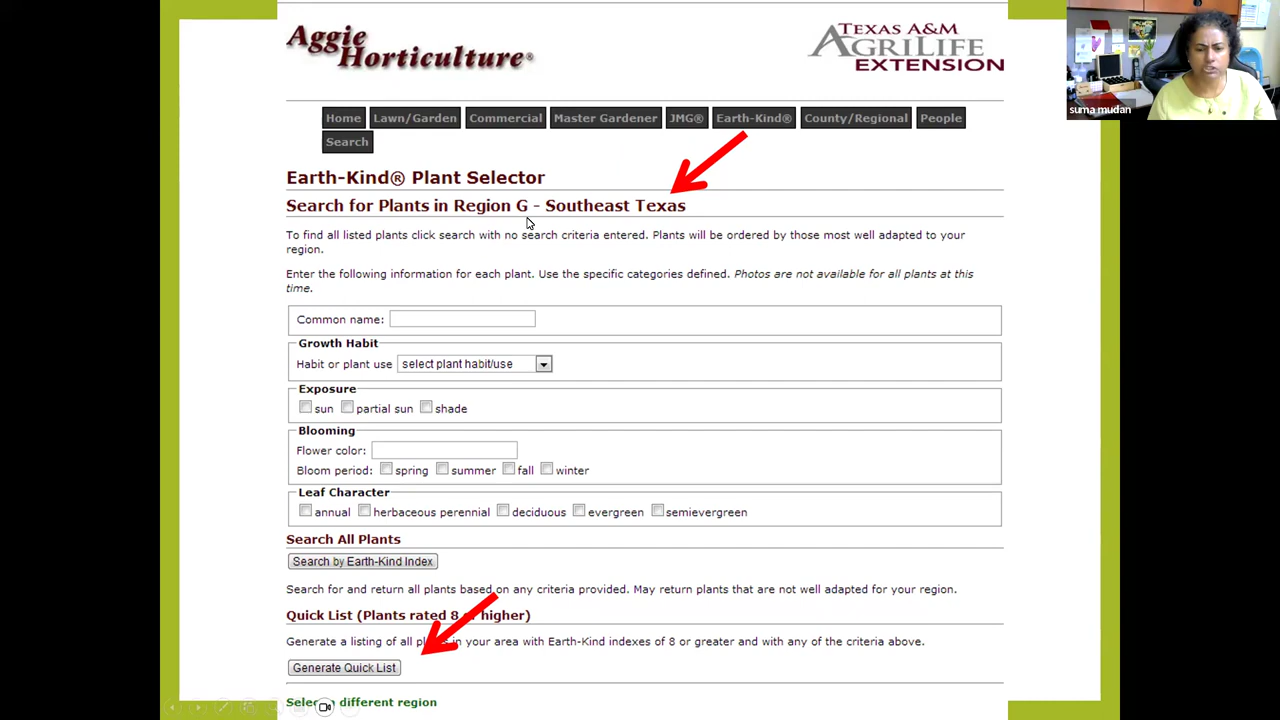 Aggie
Horticulture®
TEXAS A&M
AGRILIFE
EXTENSION
suma mudan
Home Lawn/Garden Commercial Master Gardener JMG® Earth-Kind® County/Regional People
Search
Earth-Kind® Plant Selector
Search for Plants in Region G - Southeast Texas
To find all listed plants click search with no search criteria entered. Plants will be ordered by those most well adapted to your
region.
Enter the following information for each plant. Use the specific categories defined. Photos are not available for all plants at this
time.
Common name:
Growth Habit
Habit or plant use select plant habit/use
Exposure
sun partial sun shade
Blooming
Flower color:
Bloom period: spring summer fall winter
Leaf Character
annual herbaceous perennial deciduous evergreen semievergreen
Search All Plants
Search by Earth-Kind Index
Search for and return all plants based on any criteria provided. May return plants that are not well adapted for your region.
Quick List (Plants rated 8 or higher)
Generate a listing of all plants in your area with Earth-Kind indexes of 8 or greater and with any of the criteria above.
Generate Quick List
Select a different region